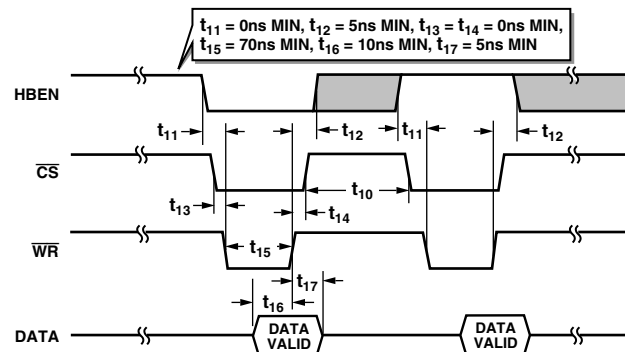 t11 = 0ns MIN, t12 = 5ns MIN, t13 = t14 = 0ns MIN,
t15 = 70ns MIN, t16 = 10ns MIN, t17 = 5ns MIN
HBEN
t11
t12
t11
t12
CS
t10
t13
t14
WR
t15
t17
t16
DATA
DATA VALID
DATA VALID